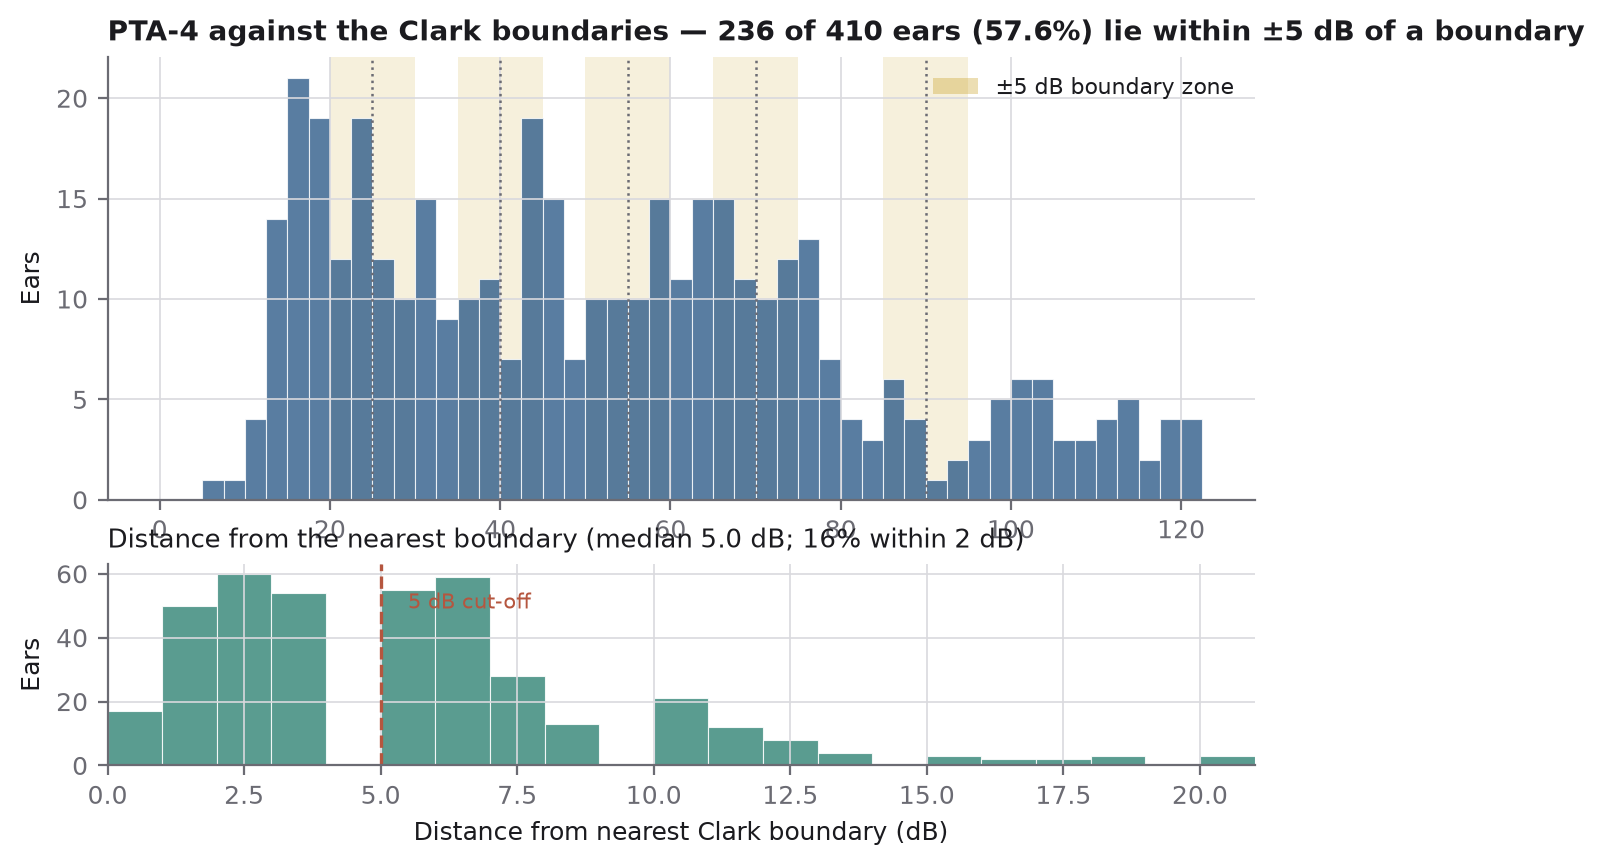 PTA-4 against the Clark boundaries — 236 of 410 ears (57.6%) lie within ±5 dB of a boundary
±5 dB boundary zone
20
15
10
5
0
Ears
0 20 40 60 80 100 120
Distance from the nearest boundary (median 5.0 dB; 16% within 2 dB)
5 dB cut-off
60
40
20
0
Ears
0.0 2.5 5.0 7.5 10.0 12.5 15.0 17.5 20.0
Distance from nearest Clark boundary (dB)